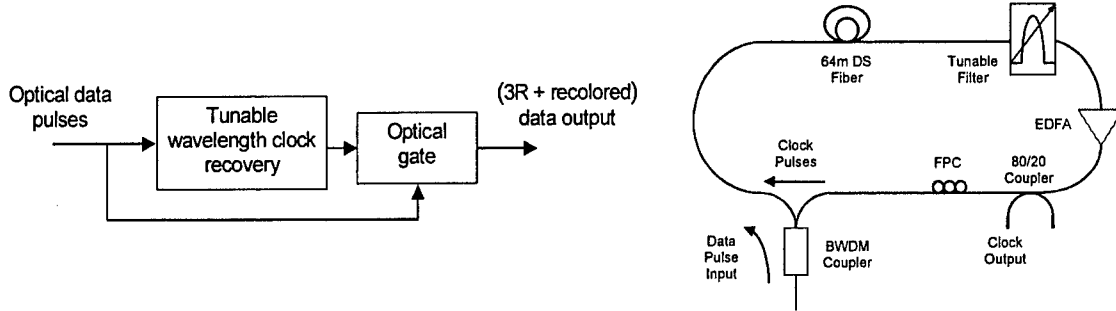 Optical data
pulses
Tunable
wavelength clock
recovery
Optical
gate
(3R + recolored)
data output
64m DS
Fiber
Tunable
Filter
EDFA
Clock
Pulses
FPC
80/20
Coupler
Data
Pulse
Input
BWDM
Coupler
Clock
Output